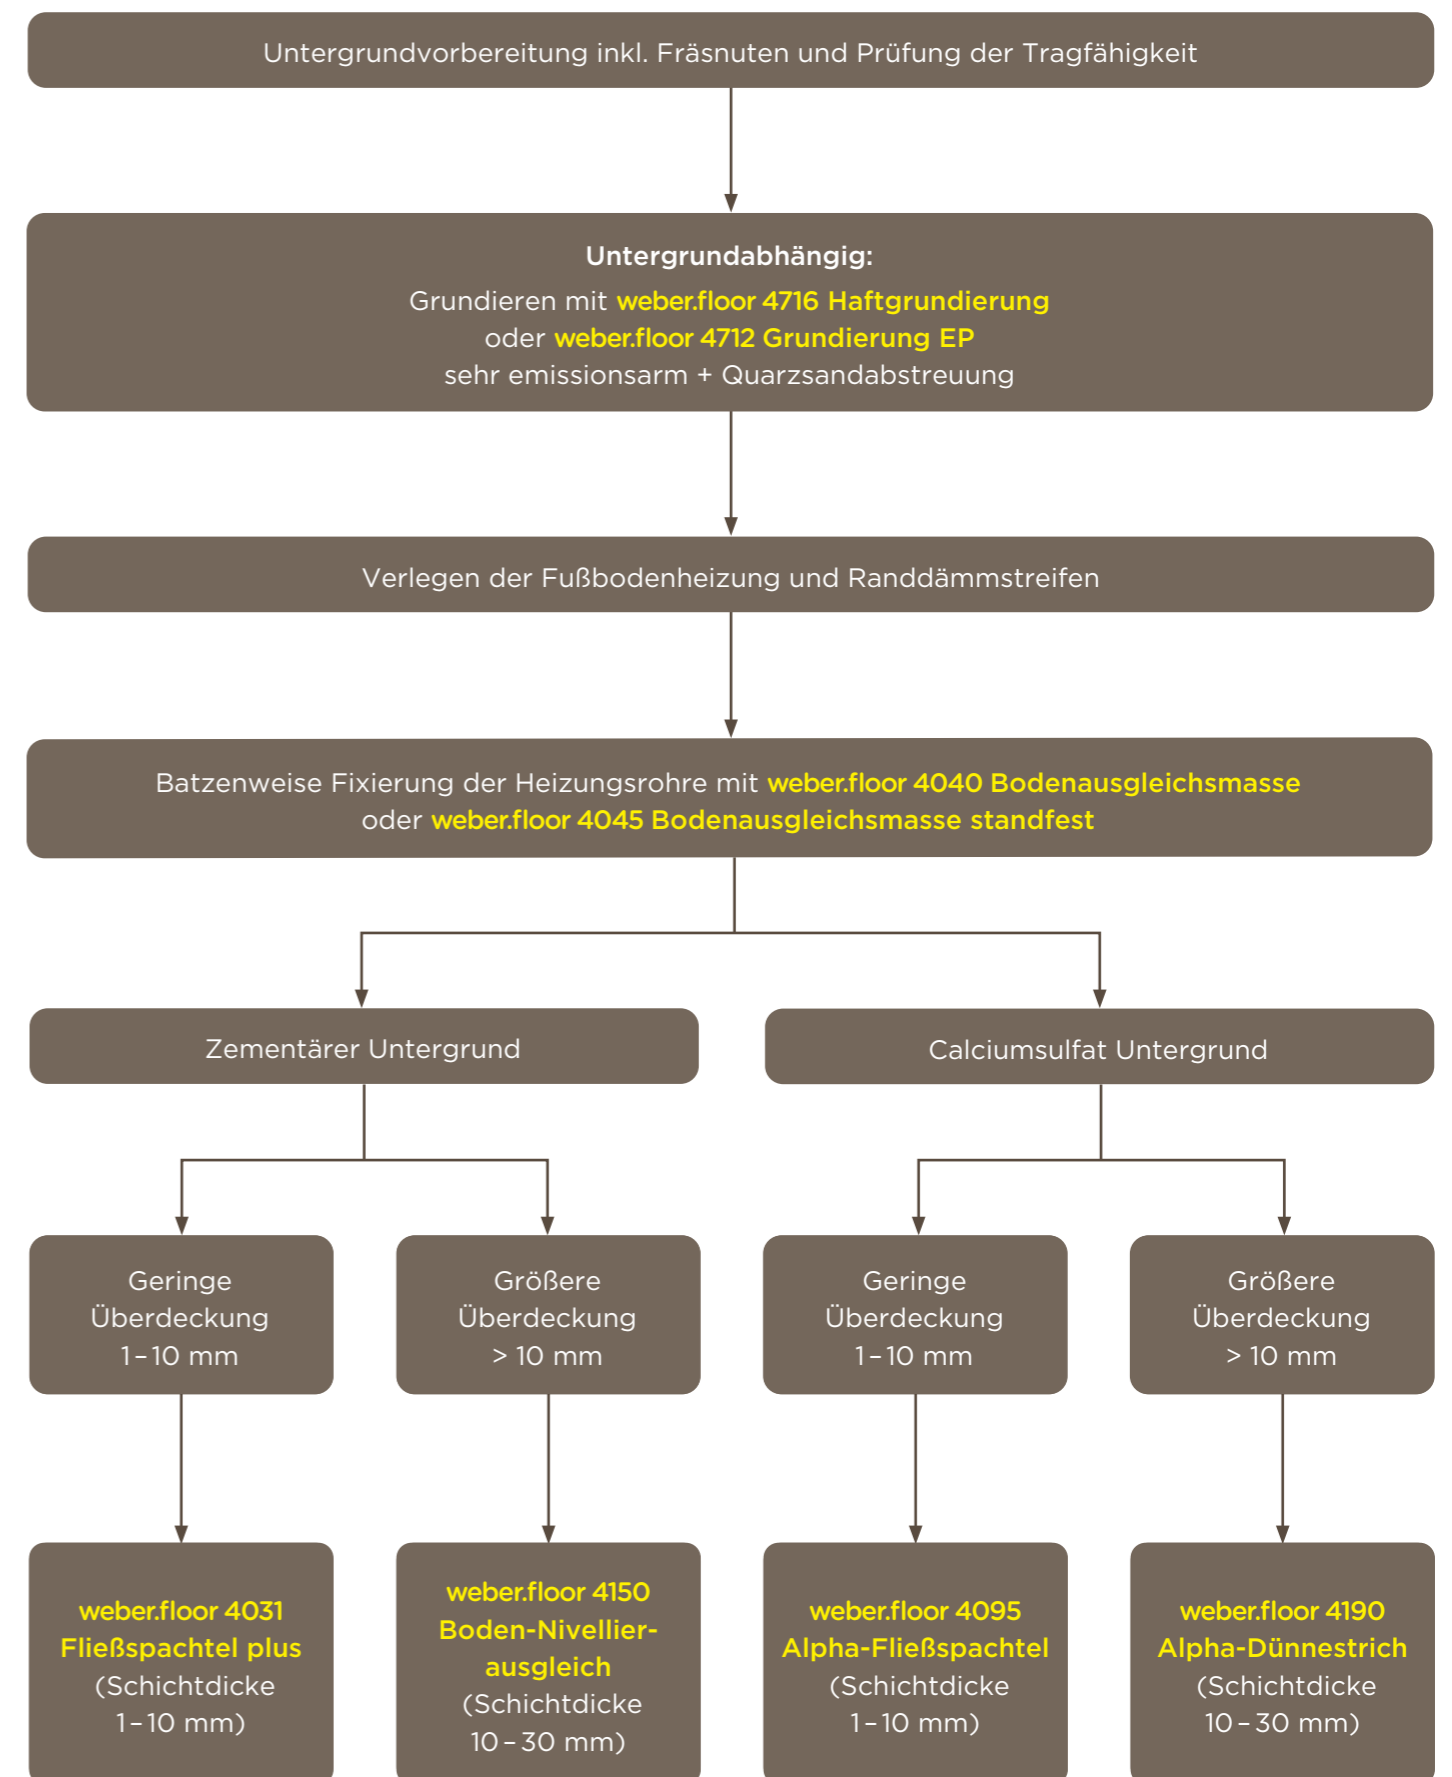 Untergrundvorbereitung inkl. Fräsnuten und Prüfung der Tragfähigkeit
Untergrundabhängig:
Grundieren mit weber.floor 4716 Haftgrundierung
oder weber.floor 4712 Grundierung EP
sehr emissionsarm + Quarzsandabstreuung
Verlegen der Fußbodenheizung und Randdämmstreifen
Batzenweise Fixierung der Heizungsrohre mit weber.floor 4040 Bodenausgleichsmasse
oder weber.floor 4045 Bodenausgleichsmasse standfest
Zementärer Untergrund
Calciumsulfat Untergrund
Geringe
Überdeckung
1 – 10 mm
Größere
Überdeckung
> 10 mm
Geringe
Überdeckung
1 – 10 mm
Größere
Überdeckung
> 10 mm
weber.floor 4031
Fließspachtel plus
(Schichtdicke
1 – 10 mm)
weber.floor 4150
Boden-Nivellier-
ausgleich
(Schichtdicke
10 – 30 mm)
weber.floor 4095
Alpha-Fließspachtel
(Schichtdicke
1 – 10 mm)
weber.floor 4190
Alpha-Dünnestrich
(Schichtdicke
10 – 30 mm)